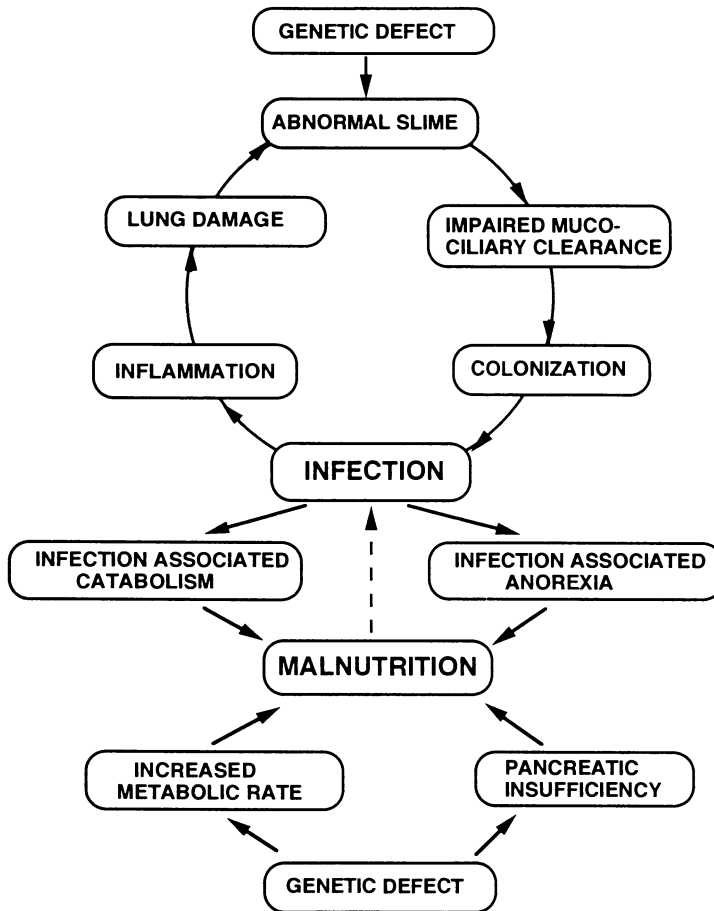 GENETIC DEFECT
ABNORMAL SLIME
LUNG DAMAGE
IMPAIRED MUCO-
CILIARY CLEARANCE
INFLAMMATION
COLONIZATION
INFECTION
INFECTION ASSOCIATED
CATABOLISM
INFECTION ASSOCIATED
ANOREXIA
MALNUTRITION
INCREASED
METABOLIC RATE
PANCREATIC
INSUFFICIENCY
GENETIC DEFECT